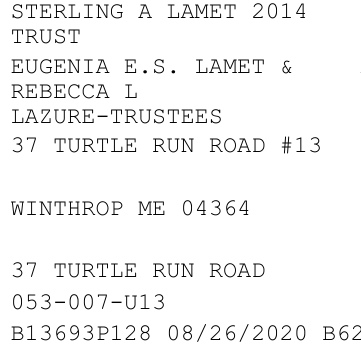 STERLING A LAMET 2014
TRUST
EUGENIA E.S. LAMET &
REBECCA L
LAZURE-TRUSTEES
37 TURTLE RUN ROAD #13
WINTHROP ME 04364
37 TURTLE RUN ROAD
053-007-U13
B13693P128 08/26/2020 B62